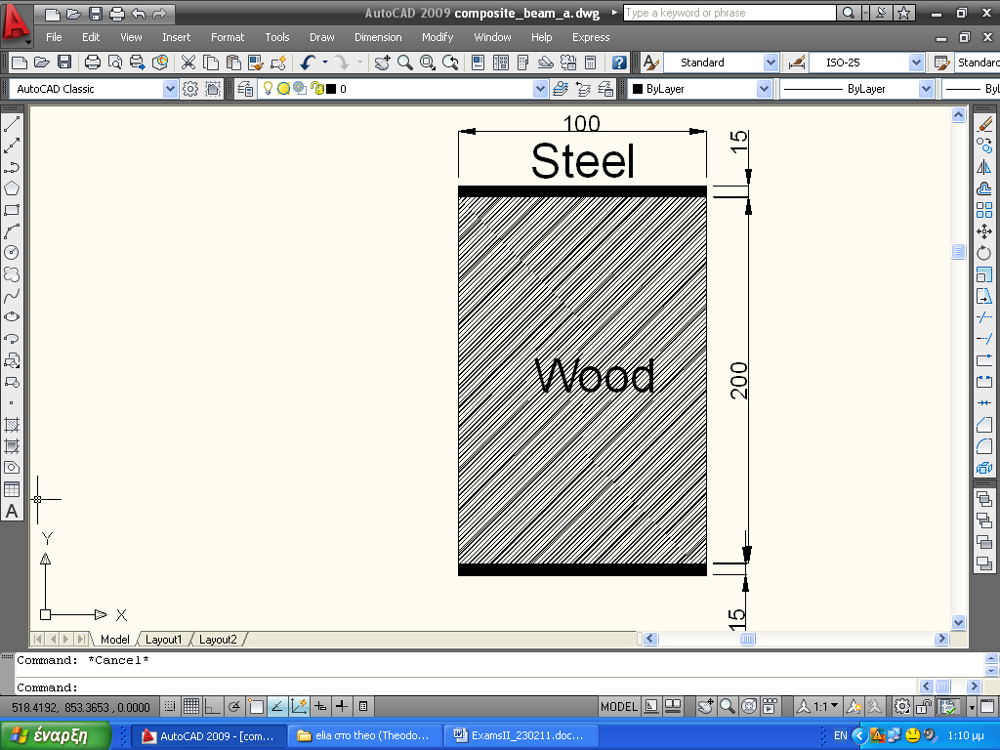 AutoCAD 2009 composite_beam_a.dwg
Type a keyword or phrase
File Edit View Insert Format Tools Draw Dimension Modify Window Help Express
Standard ISO-25 Standard
AutoCAD Classic 0 ByLayer ByLayer
100
15
Steel
Wood
200
15
A
Y
X
Model Layout1 Layout2
Command: *Cancel*
Command:
518.4192, 853.3653 , 0.0000 MODEL 1:1
έναρξη AutoCAD 2009 - [com... elia στο theo (Theodo... ExamsII_230211.doc... EN 1:10 μμ